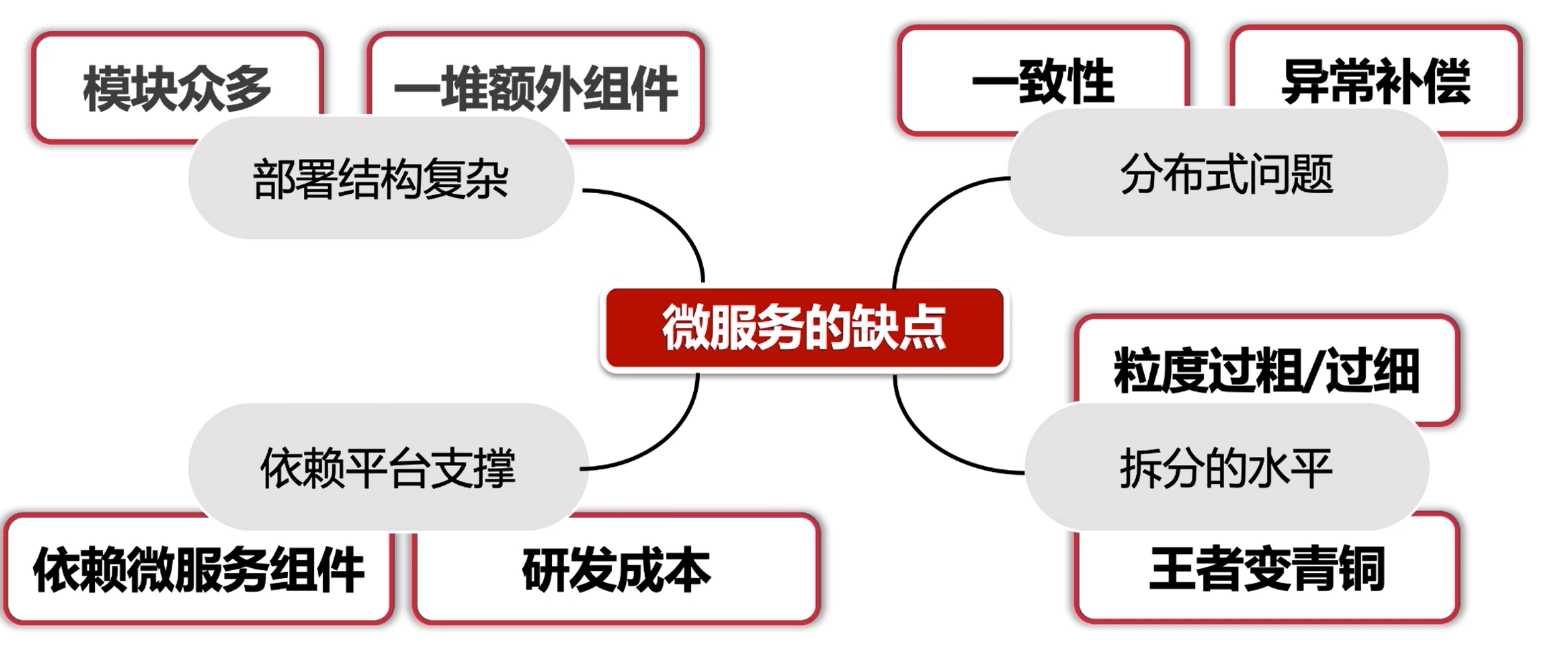 模块众多
一堆额外组件
部署结构复杂
一致性
异常补偿
分布式问题
微服务的缺点
依赖平台支撑
依赖微服务组件
研发成本
粒度过粗/过细
拆分的水平
王者变青铜